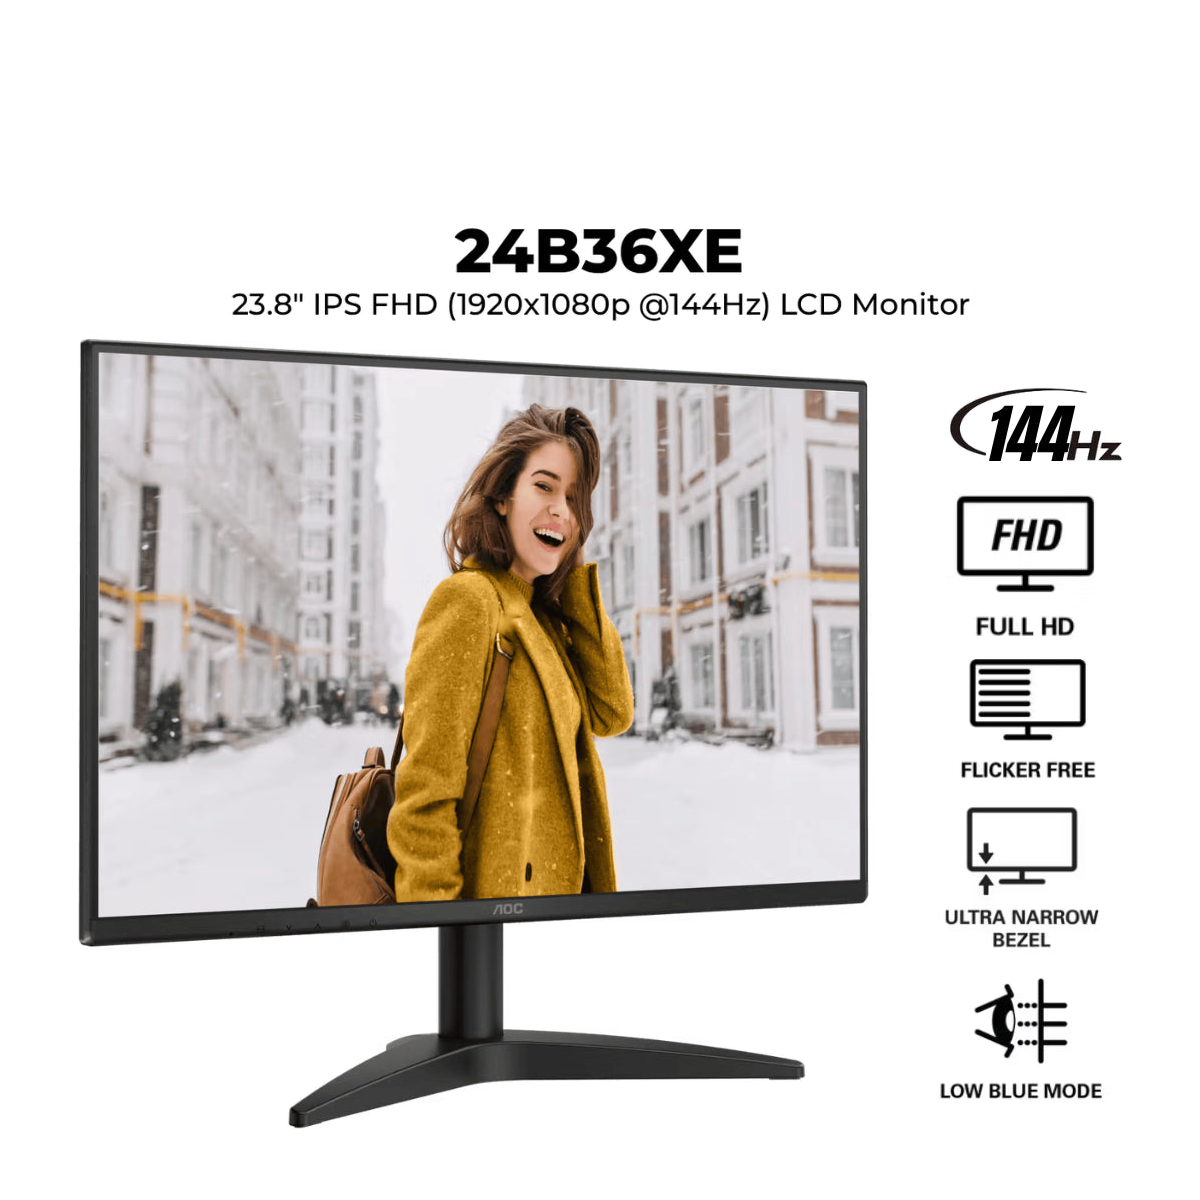 24B36XE
23.8" IPS FHD (1920x1080p @144Hz) LCD Monitor
144Hz
FHD
FULL HD
FLICKER FREE
ULTRA NARROW
BEZEL
LOW BLUE MODE
AOC